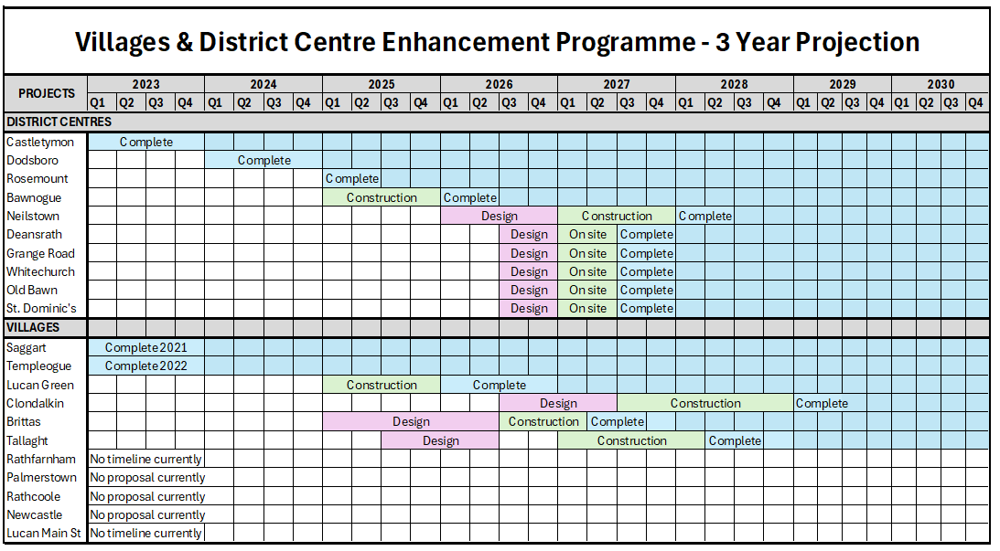 Villages & District Centre Enhancement Programme - 3 Year Projection
PROJECTS 2023 2024 2025 2026 2027 2028 2029 2030
Q1 Q2 Q3 Q4 Q1 Q2 Q3 Q4 Q1 Q2 Q3 Q4 Q1 Q2 Q3 Q4 Q1 Q2 Q3 Q4 Q1 Q2 Q3 Q4 Q1 Q2 Q3 Q4 Q1 Q2 Q3 Q4
DISTRICT CENTRES
Castletymon Complete
Dodsboro Complete
Rosemount Complete
Bawnogue Construction Complete
Neilstown Design Construction Complete
Deansrath Design On site Complete
Grange Road Design On site Complete
Whitechurch Design On site Complete
Old Bawn Design On site Complete
St. Dominic's Design On site Complete
VILLAGES
Saggart Complete 2021
Templeogue Complete 2022
Lucan Green Construction Complete
Clondalkin Design Construction Complete
Brittas Design Construction Complete
Tallaght Design Construction Complete
Rathfarnham No timeline currently
Palmerstown No proposal currently
Rathcoole No proposal currently
Newcastle No proposal currently
Lucan Main St No timeline currently